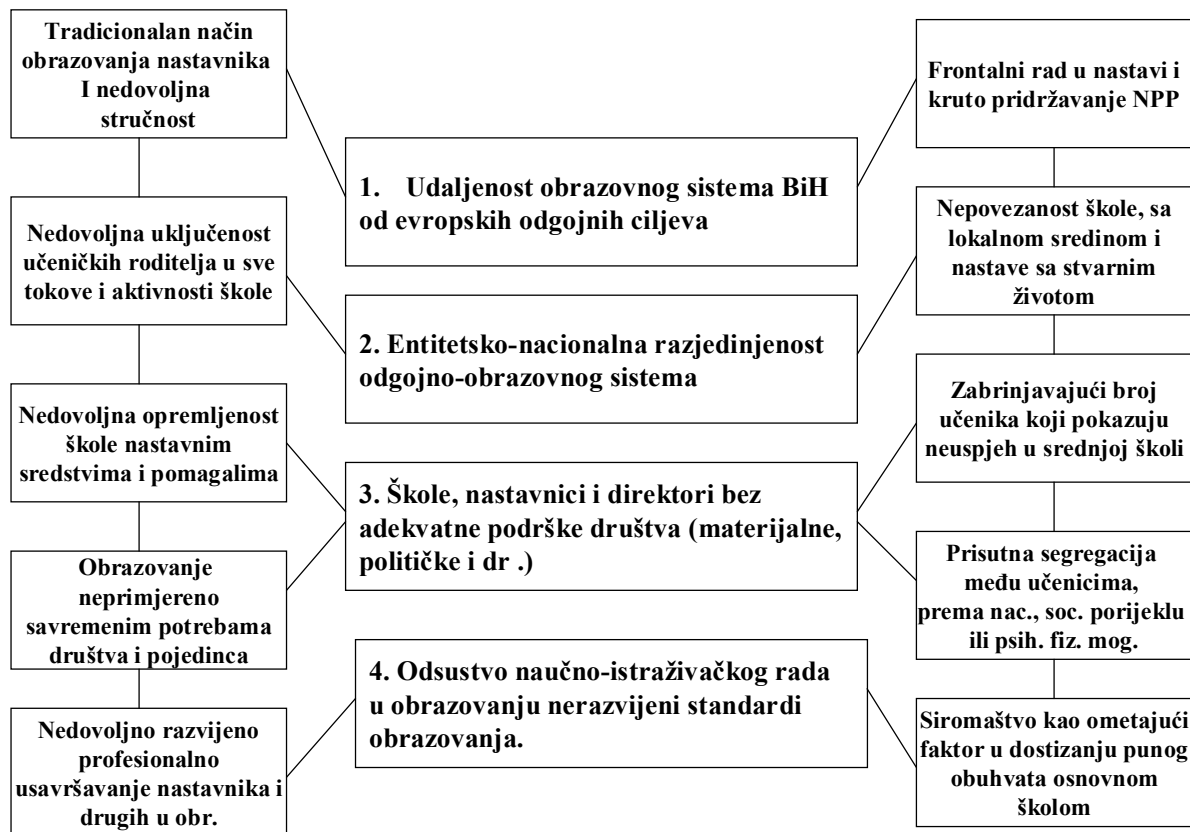 Tradicionalan način
obrazovanja nastavnika
I nedovoljna
stručnost
Nedovoljna uključenost
učeničkih roditelja u sve
tokove i aktivnosti škole
Nedovoljna opremljenost
škole nastavnim
sredstvima i pomagalima
Obrazovanje
neprimjereno
savremenim potrebama
društva i pojedinca
Nedovoljno razvijeno
profesionalno
usavršavanje nastavnika i
drugih u obr.
1. Udaljenost obrazovnog sistema BiH
od evropskih odgojnih ciljeva
2. Entitetsko-nacionalna razjedinjenost
odgojno-obrazovnog sistema
3. Škole, nastavnici i direktori bez
adekvatne podrške društva (materijalne,
političke i dr .)
4. Odsustvo naučno-istraživačkog rada
u obrazovanju nerazvijeni standardi
obrazovanja.
Frontalni rad u nastavi i
kruto pridržavanje NPP
Nepovezanost škole, sa
lokalnom sredinom i
nastave sa stvarnim
životom
Zabrinjavajući broj
učenika koji pokazuju
neuspjeh u srednjoj školi
Prisutna segregacija
među učenicima,
prema nac., soc. porijeklu
ili psih. fiz. mog.
Siromaštvo kao ometajući
faktor u dostizanju punog
obuhvata osnovnom
školom